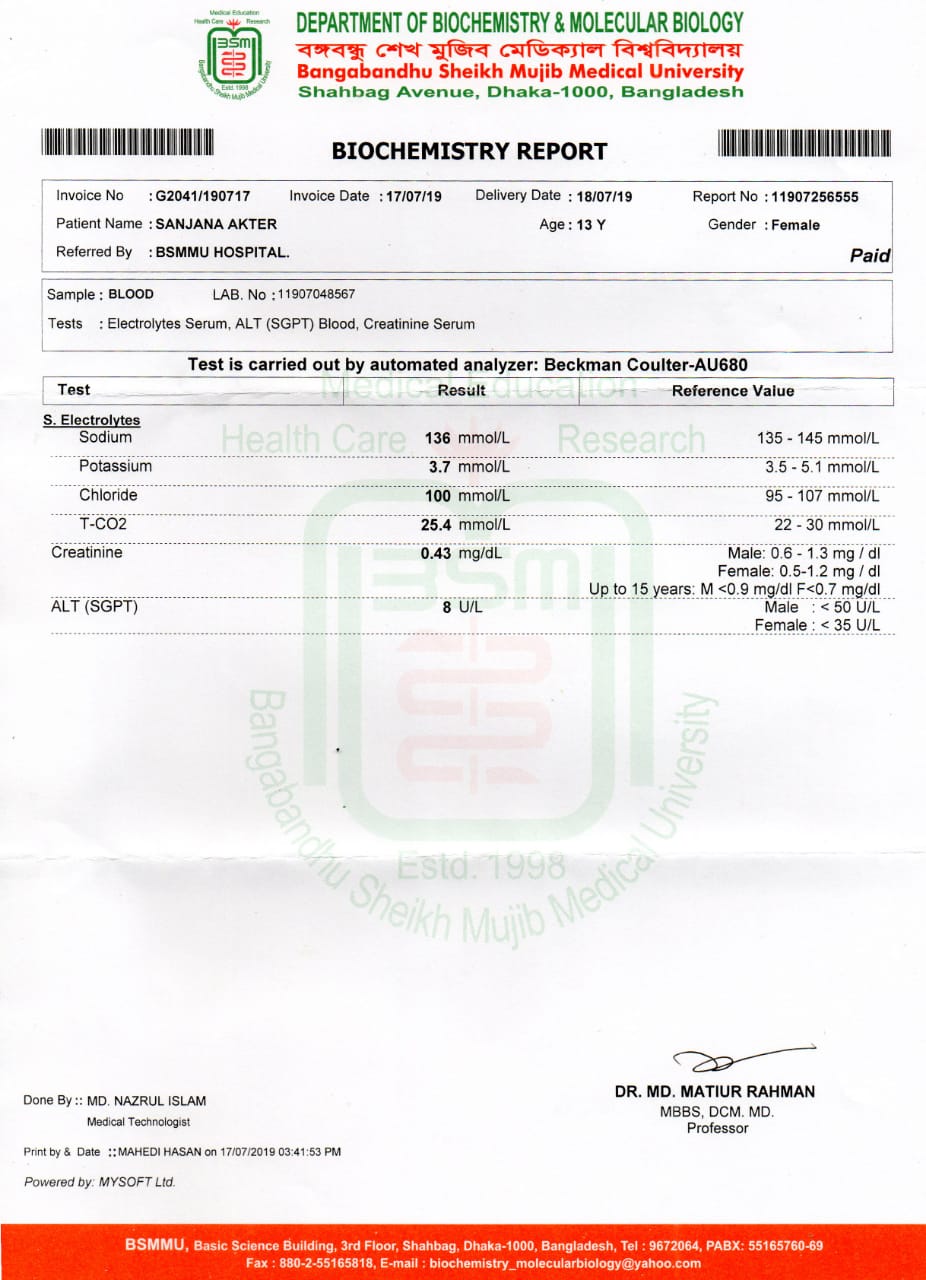 Medical Education
Health Care Research
BSM
Estd. 1998
Bangabandhu Sheikh Mujib Medical University
DEPARTMENT OF BIOCHEMISTRY & MOLECULAR BIOLOGY
বঙ্গবন্ধু শেখ মুজিব মেডিক্যাল বিশ্ববিদ্যালয়
Bangabandhu Sheikh Mujib Medical University
Shahbag Avenue, Dhaka-1000, Bangladesh
BIOCHEMISTRY REPORT
Invoice No : G2041/190717 Invoice Date : 17/07/19 Delivery Date : 18/07/19 Report No : 11907256555
Patient Name : SANJANA AKTER Age : 13 Y Gender : Female
Referred By : BSMMU HOSPITAL.
Paid
Sample : BLOOD LAB. No : 11907048567
Tests : Electrolytes Serum, ALT (SGPT) Blood, Creatinine Serum
Test is carried out by automated analyzer: Beckman Coulter-AU680
Test Result Reference Value
S. Electrolytes
Sodium 136 mmol/L 135 - 145 mmol/L
Potassium 3.7 mmol/L 3.5 - 5.1 mmol/L
Chloride 100 mmol/L 95 - 107 mmol/L
T-CO2 25.4 mmol/L 22 - 30 mmol/L
Creatinine 0.43 mg/dL Male: 0.6 - 1.3 mg / dl
Female: 0.5-1.2 mg / dl
Up to 15 years: M <0.9 mg/dl F<0.7 mg/dl
ALT (SGPT) 8 U/L Male : < 50 U/L
Female : < 35 U/L
Medical Education
Health Care Research
BSM
Estd. 1998
Bangabandhu Sheikh Mujib Medical University
DR. MD. MATIUR RAHMAN
MBBS, DCM. MD.
Professor
Done By :: MD. NAZRUL ISLAM
Medical Technologist
Print by & Date :: MAHEDI HASAN on 17/07/2019 03:41:53 PM
Powered by: MYSOFT Ltd.
BSMMU, Basic Science Building, 3rd Floor, Shahbag, Dhaka-1000, Bangladesh, Tel : 9672064, PABX: 55165760-69
Fax : 880-2-55165818, E-mail : biochemistry_molecularbiology@yahoo.com